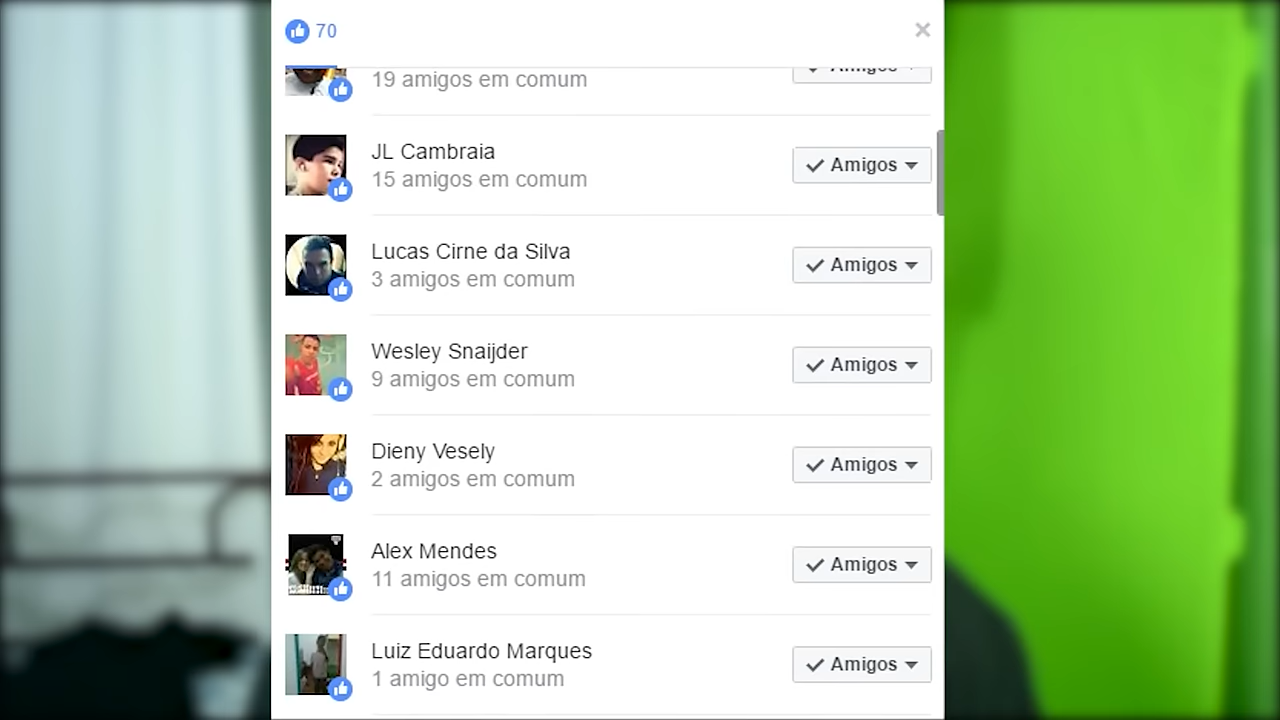 70
19 amigos em comum
Amigos
JL Cambraia
15 amigos em comum
Amigos
Lucas Cirne da Silva
3 amigos em comum
Amigos
Wesley Snaijder
9 amigos em comum
Amigos
Dieny Vesely
2 amigos em comum
Amigos
Alex Mendes
11 amigos em comum
Amigos
Luiz Eduardo Marques
1 amigo em comum
Amigos